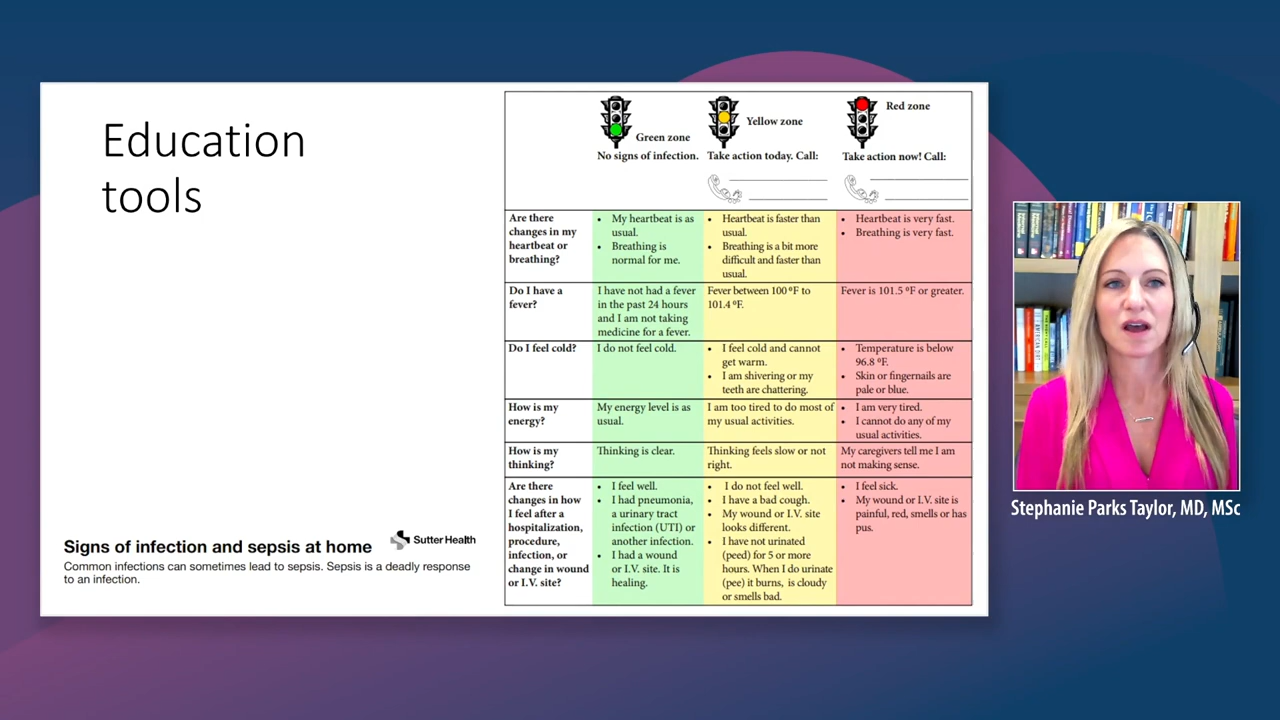 Education
tools
Signs of infection and sepsis at home
Sutter Health
Common infections can sometimes lead to sepsis. Sepsis is a deadly response
to an infection.
Green zone
No signs of infection.
Yellow zone
Take action today. Call:
Red zone
Take action now! Call:
Are there
changes in my
heartbeat or
breathing?
• My heartbeat is as
usual.
• Breathing is
normal for me.
• Heartbeat is faster than
usual.
• Breathing is a bit more
difficult and faster than
usual.
• Heartbeat is very fast.
• Breathing is very fast.
Do I have a
fever?
I have not had a fever
in the past 24 hours
and I am not taking
medicine for a fever.
Fever between 100 ºF to
101.4 ºF.
Fever is 101.5 ºF or greater.
Do I feel cold?
I do not feel cold.
• I feel cold and cannot
get warm.
• I am shivering or my
teeth are chattering.
• Temperature is below
96.8 ºF.
• Skin or fingernails are
pale or blue.
How is my
energy?
My energy level is as
usual.
I am too tired to do most of
my usual activities.
• I am very tired.
• I cannot do any of my
usual activities.
How is my
thinking?
Thinking is clear.
Thinking feels slow or not
right.
My caregivers tell me I am
not making sense.
Are there
changes in how
I feel after a
hospitalization,
procedure,
infection, or
change in wound
or I.V. site?
• I feel well.
• I had pneumonia,
a urinary tract
infection (UTI) or
another infection.
• I had a wound
or I.V. site. It is
healing.
• I do not feel well.
• I have a bad cough.
• My wound or I.V. site
looks different.
• I have not urinated
(peed) for 5 or more
hours. When I do urinate
(pee) it burns, is cloudy
or smells bad.
• I feel sick.
• My wound or I.V. site is
painful, red, smells or has
pus.
Stephanie Parks Taylor, MD, MSc